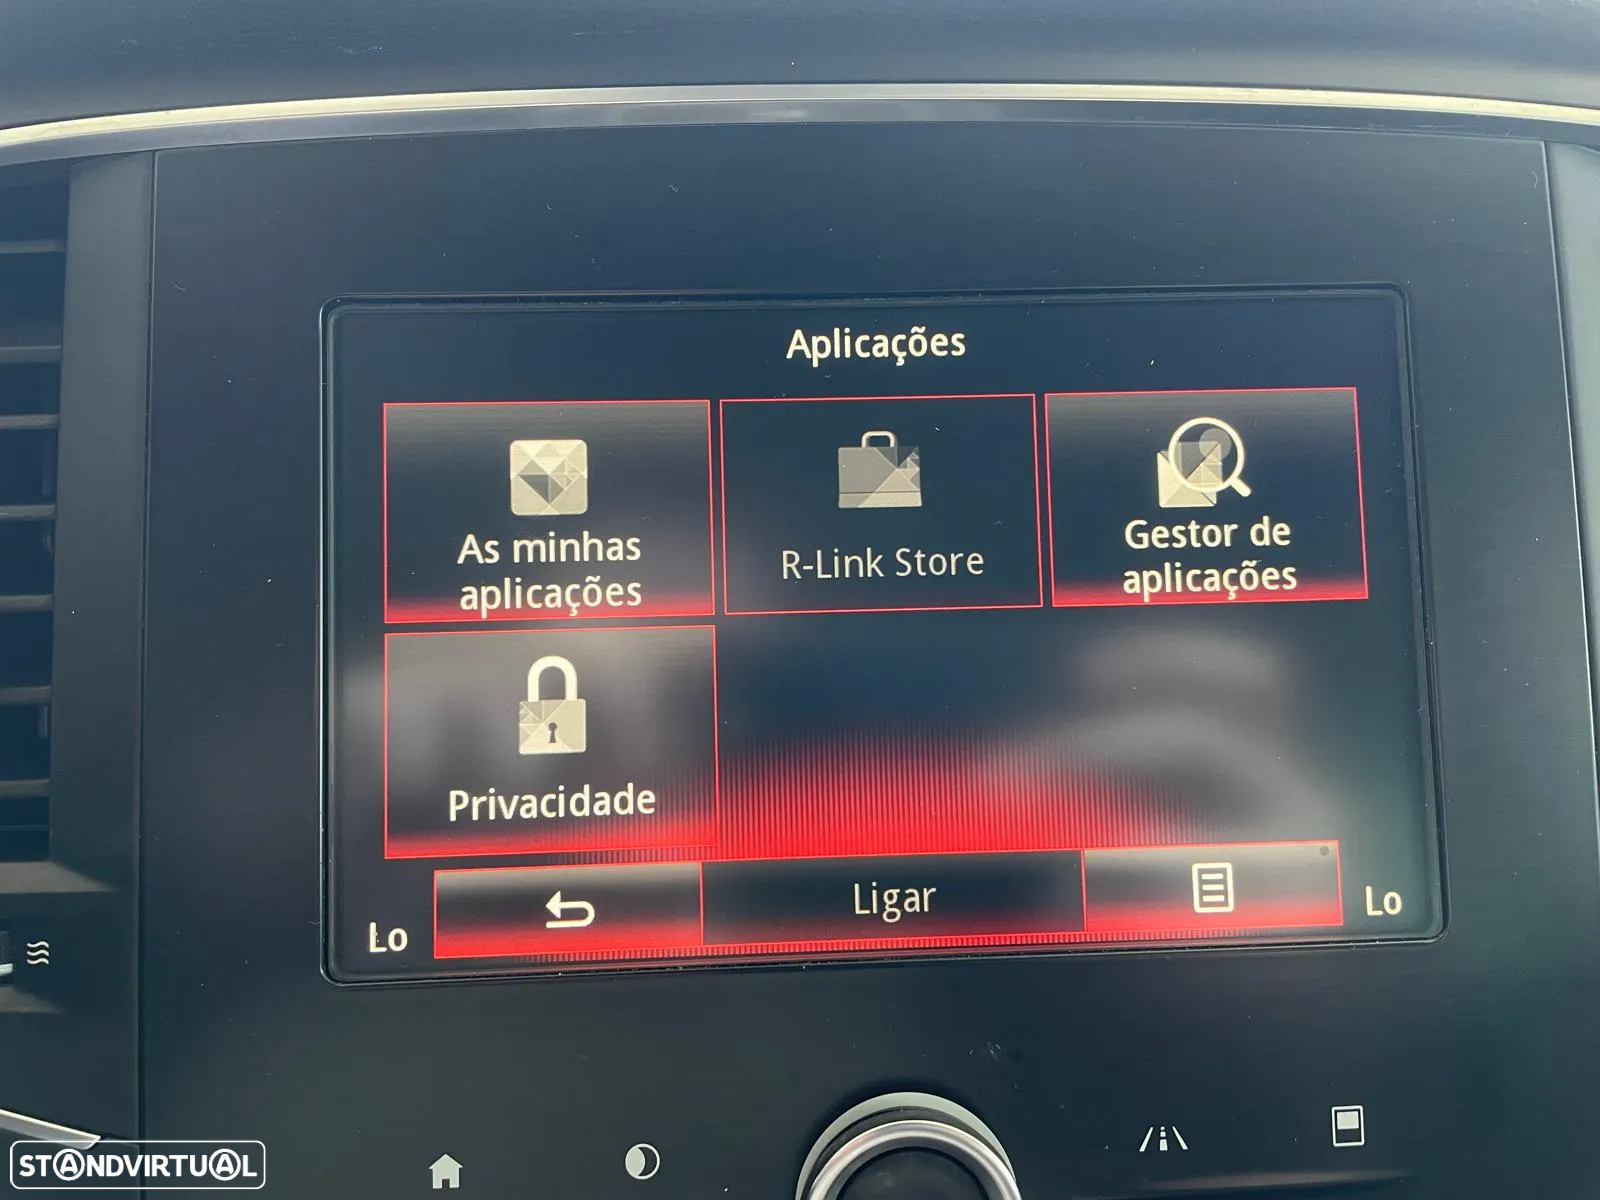 Aplicações
As minhas
aplicações
R-Link Store
Gestor de
aplicações
Privacidade
Lo
Ligar
Lo
STANDVIRTUAL